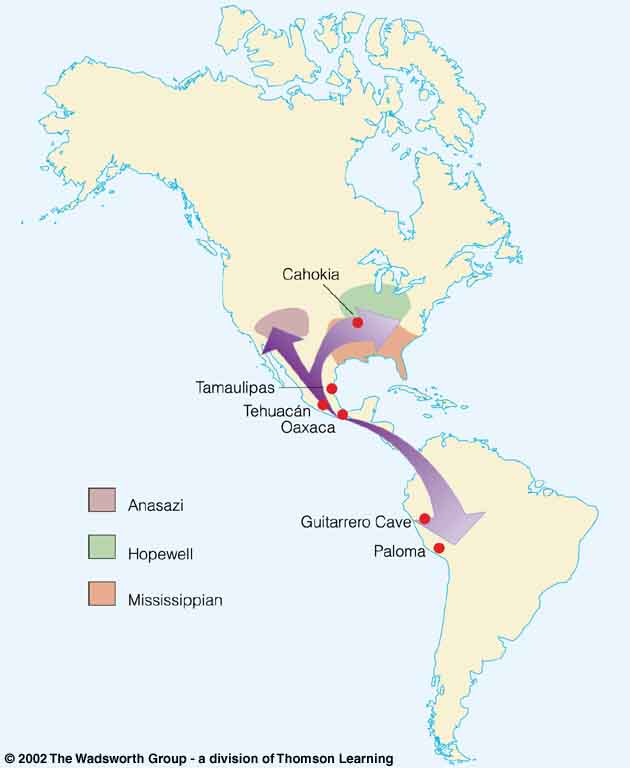 Cahokia
Tamaulipas
Tehuacán
Oaxaca
Anasazi
Guitarrero Cave
Hopewell
Paloma
Mississippian
© 2002 The Wadsworth Group - a division of Thomson Learning